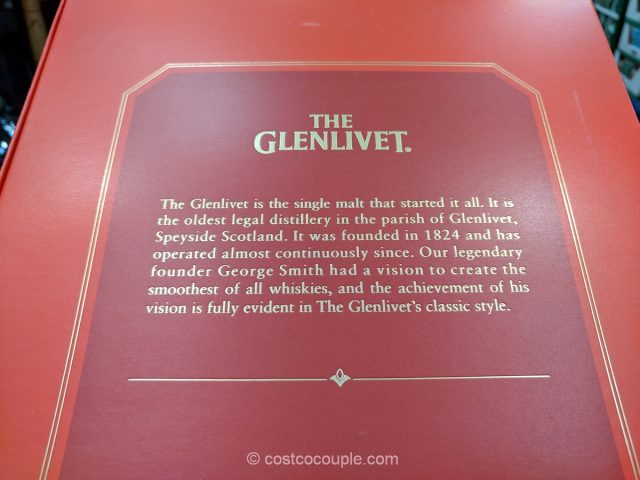 THE
GLENLIVET®
The Glenlivet is the single malt that started it all. It is
the oldest legal distillery in the parish of Glenlivet,
Speyside Scotland. It was founded in 1824 and has
operated almost continuously since. Our legendary
founder George Smith had a vision to create the
smoothest of all whiskies, and the achievement of his
vision is fully evident in The Glenlivet's classic style.
© costcocouple.com